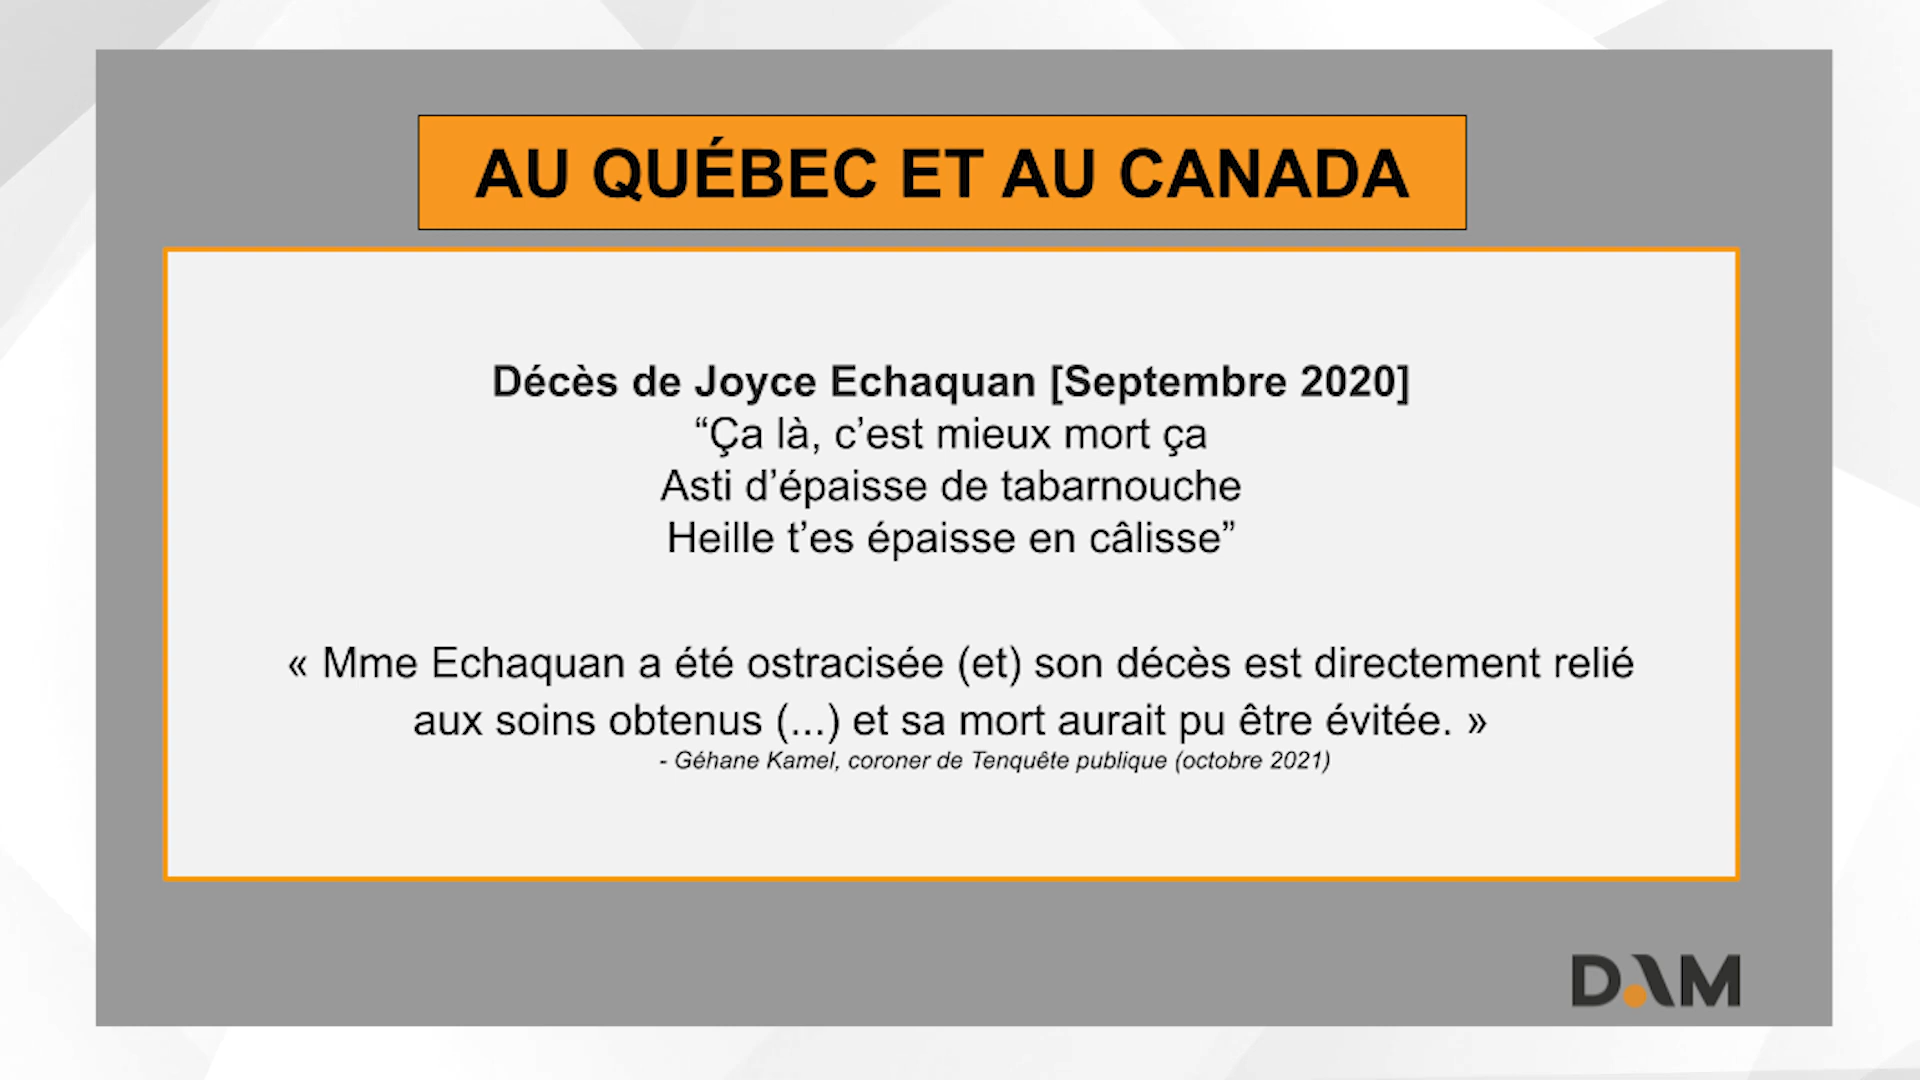 AU QUÉBEC ET AU CANADA
Décès de Joyce Echaquan [Septembre 2020]
“Ça là, c’est mieux mort ça
Asti d’épaisse de tabarnouche
Heille t’es épaisse en câlisse”
« Mme Echaquan a été ostracisée (et) son décès est directement relié
aux soins obtenus (...) et sa mort aurait pu être évitée. »
- Géhane Kamel, coroner de Tenquête publique (octobre 2021)
DAM